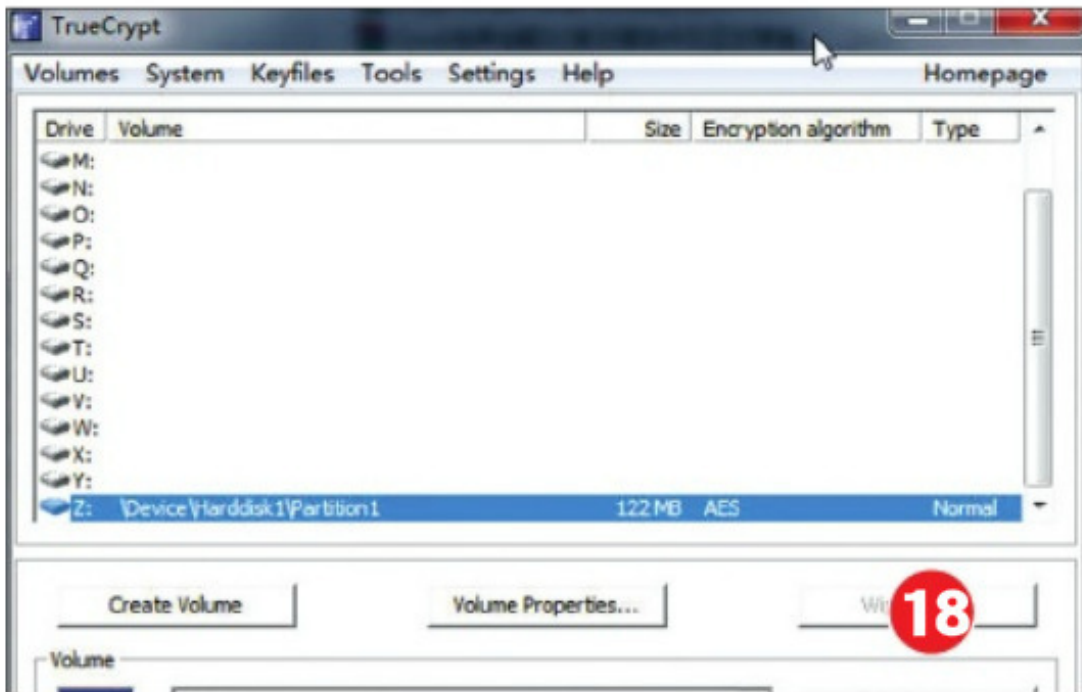 TrueCrypt
Volumes System Keyfiles Tools Settings Help Homepage
Drive Volume Size Encryption algorithm Type
M:
N:
O:
P:
Q:
R:
S:
T:
U:
V:
W:
X:
Y:
Z: \Device\Harddisk1\Partition1 122 MB AES Normal
Create Volume Volume Properties... 18
Volume